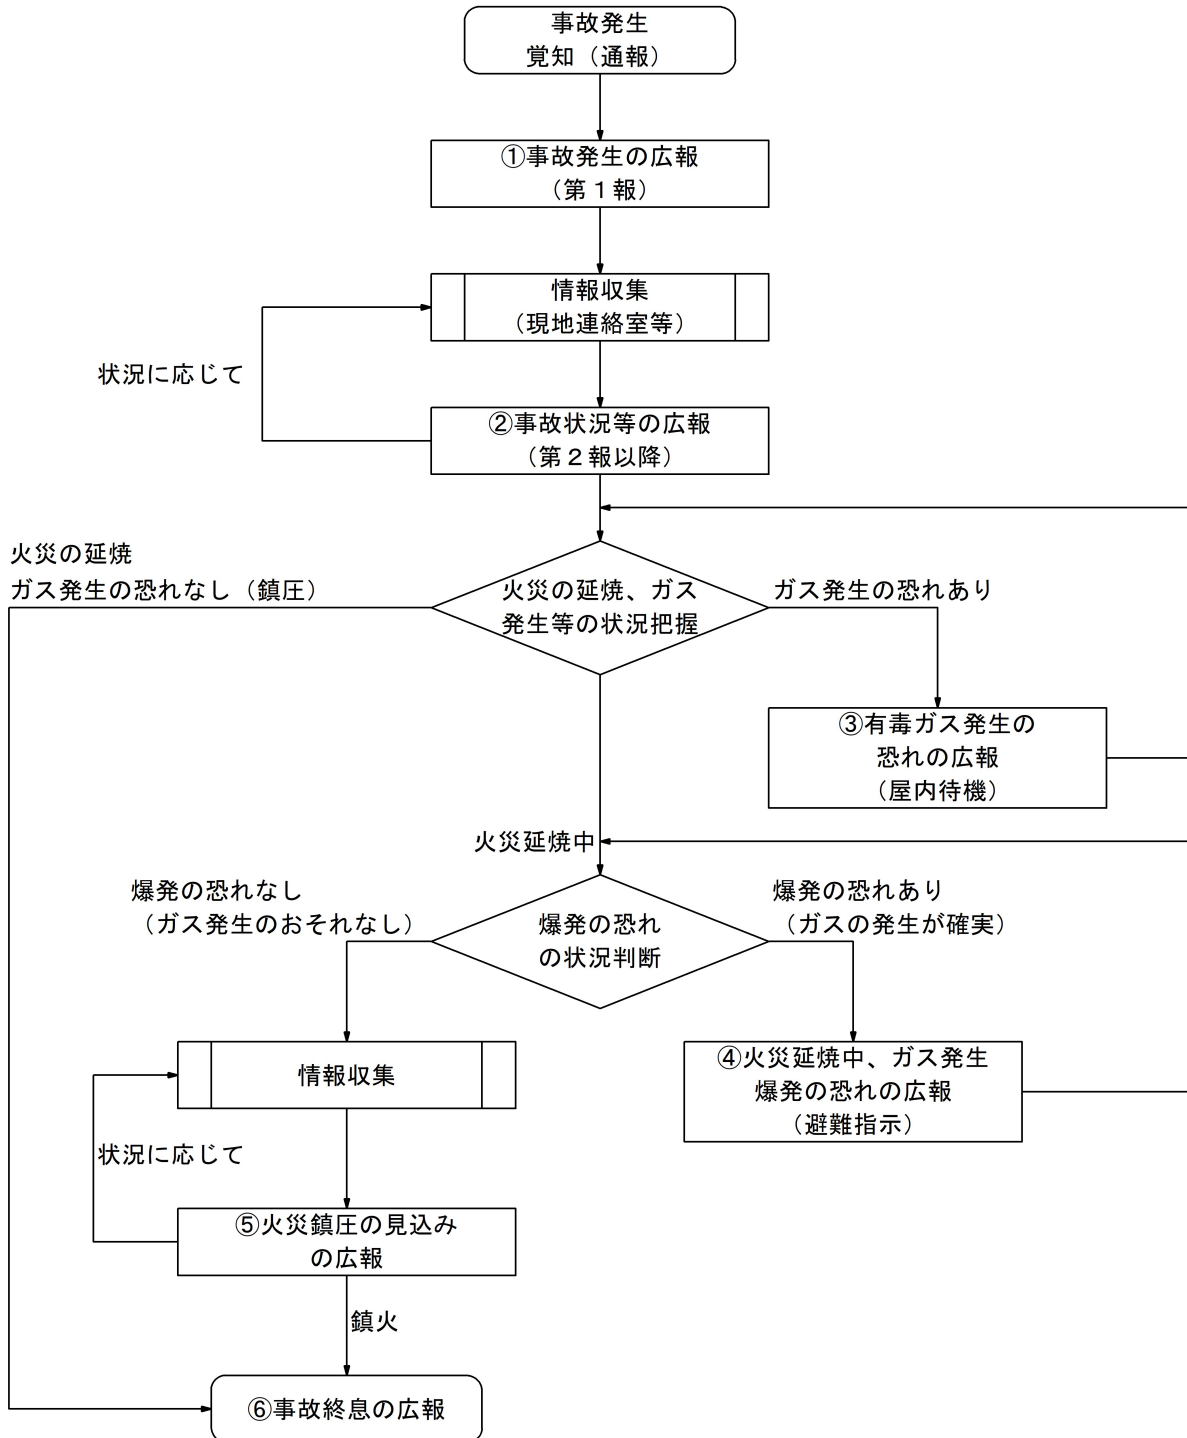 事故発生
覚知（通報）
①事故発生の広報
（第１報）
情報収集
（現地連絡室等）
状況に応じて
②事故状況等の広報
（第２報以降）
火災の延焼
ガス発生の恐れなし（鎮圧）
火災の延焼、ガス
発生等の状況把握
ガス発生の恐れあり
③有毒ガス発生の
恐れの広報
（屋内待機）
火災延焼中
爆発の恐れなし
（ガス発生のおそれなし）
爆発の恐れ
の状況判断
爆発の恐れあり
（ガスの発生が確実）
情報収集
④火災延焼中、ガス発生
爆発の恐れの広報
（避難指示）
状況に応じて
⑤火災鎮圧の見込み
の広報
鎮火
⑥事故終息の広報